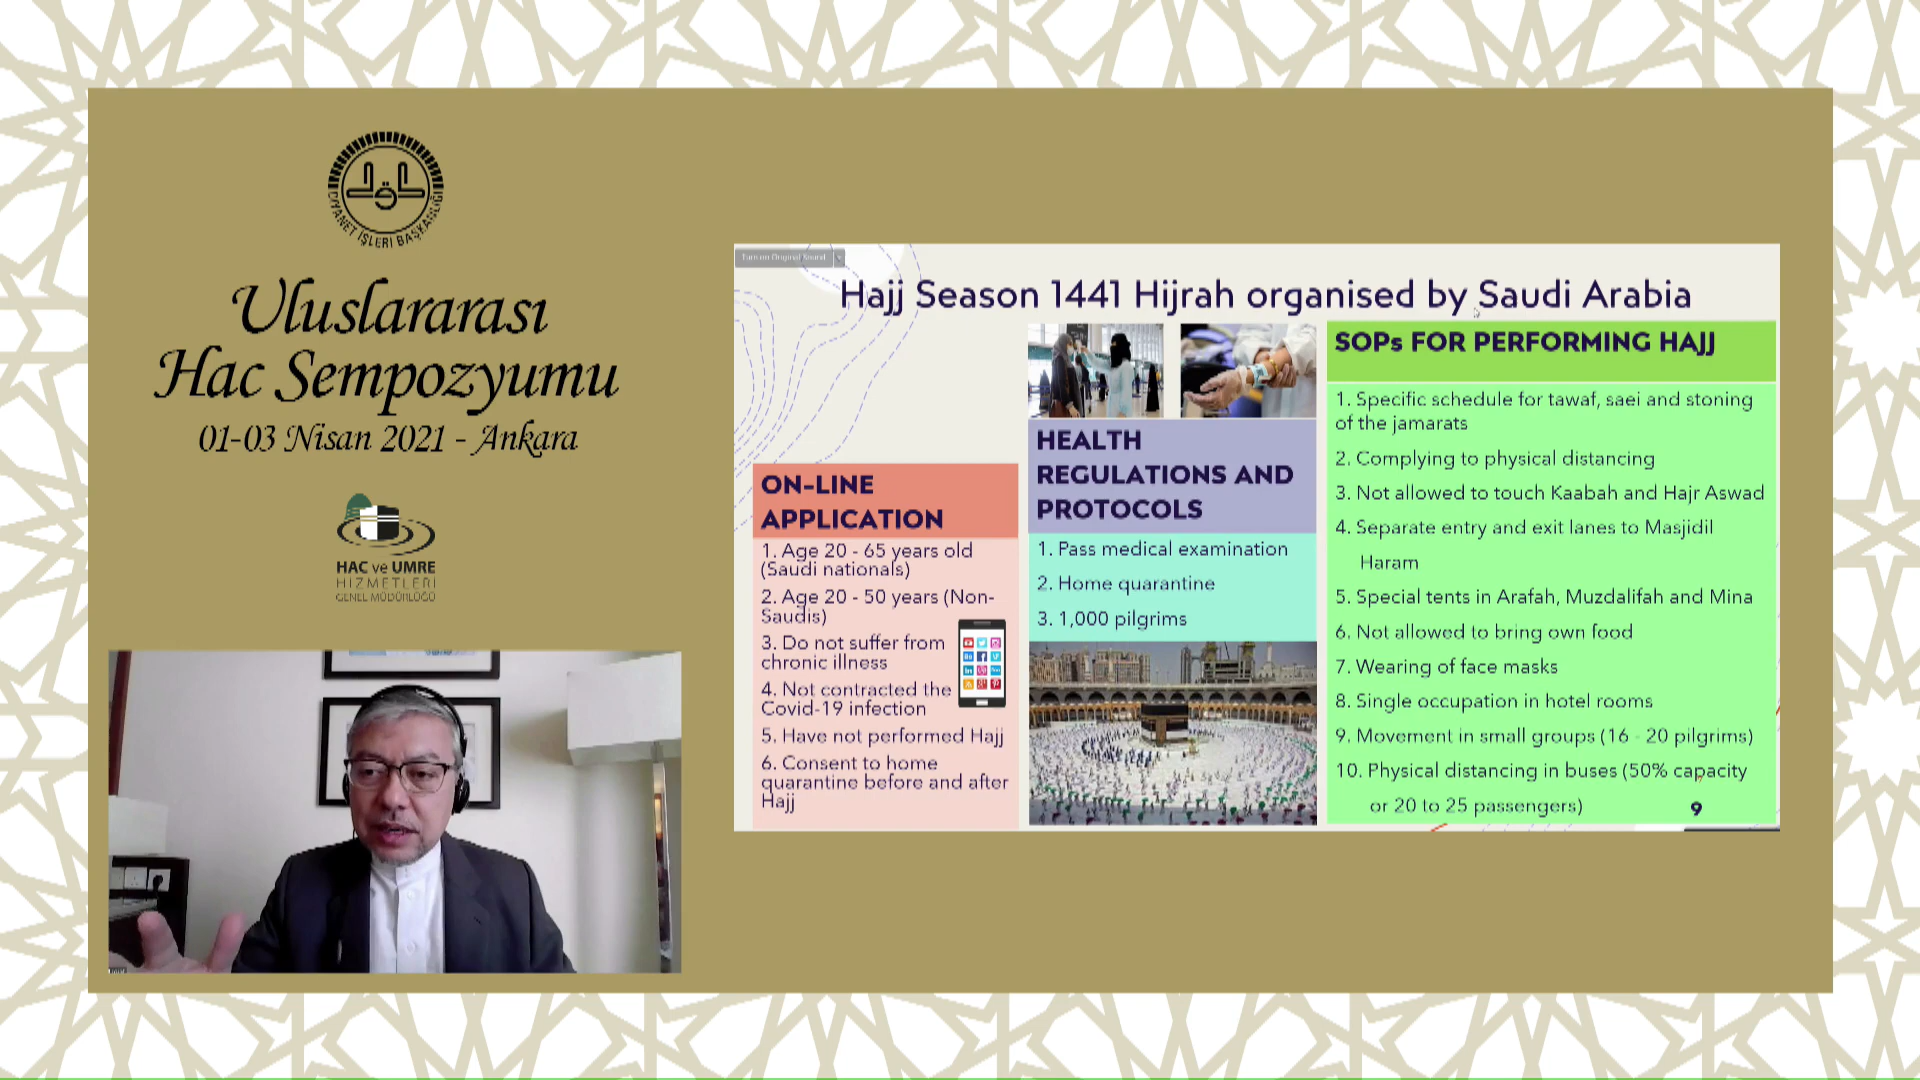 DİYANET İŞLERİ BAŞKANLIĞI
Uluslararası
Hac Sempozyumu
01-03 Nisan 2021 - Ankara
HAC ve UMRE
HİZMETLERİ
GENEL MÜDÜRLÜĞÜ
Turn on Original Sound
Hajj Season 1441 Hijrah organised by Saudi Arabia
ON-LINE
APPLICATION
1. Age 20 - 65 years old
(Saudi nationals)
2. Age 20 - 50 years (Non-
Saudis)
3. Do not suffer from
chronic illness
4. Not contracted the
Covid-19 infection
5. Have not performed Hajj
6. Consent to home
quarantine before and after
Hajj
HEALTH
REGULATIONS AND
PROTOCOLS
1. Pass medical examination
2. Home quarantine
3. 1,000 pilgrims
SOPs FOR PERFORMING HAJJ
1. Specific schedule for tawaf, saei and stoning
of the jamarats
2. Complying to physical distancing
3. Not allowed to touch Kaabah and Hajr Aswad
4. Separate entry and exit lanes to Masjidil
Haram
5. Special tents in Arafah, Muzdalifah and Mina
6. Not allowed to bring own food
7. Wearing of face masks
8. Single occupation in hotel rooms
9. Movement in small groups (16 - 20 pilgrims)
10. Physical distancing in buses (50% capacity
or 20 to 25 passengers)
9